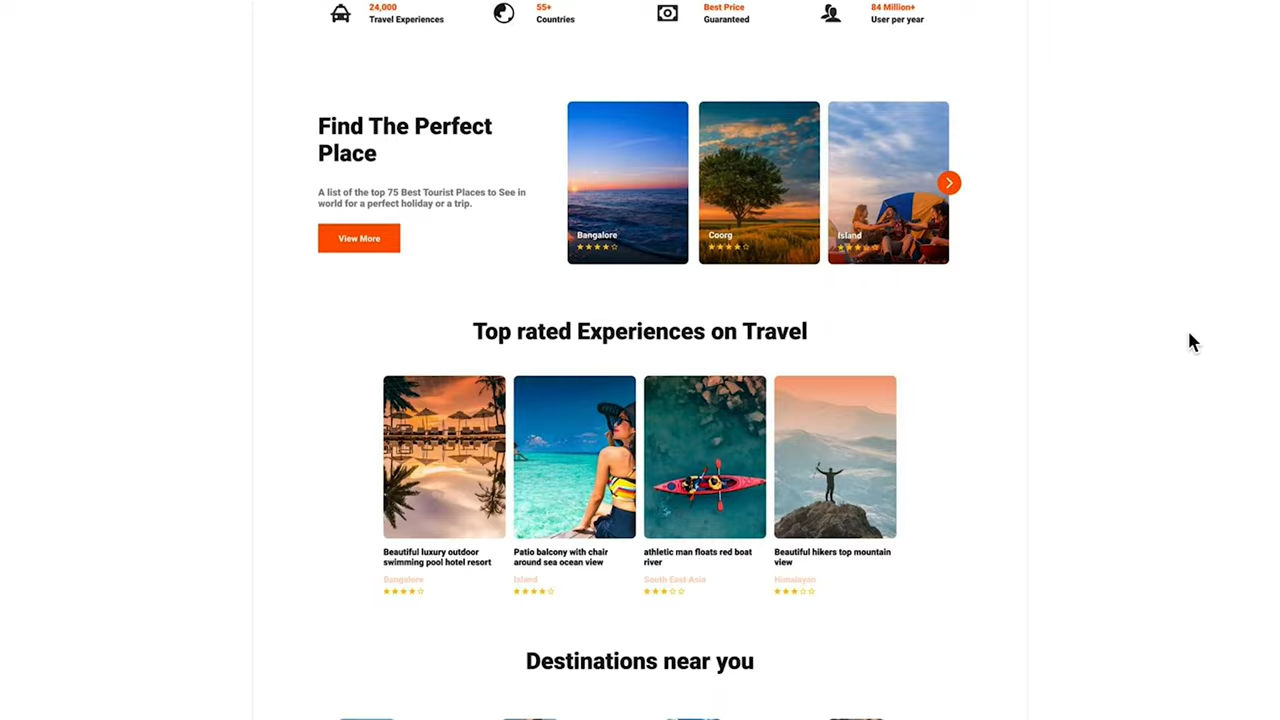 24,000
Travel Experiences
55+
Countries
Best Price
Guaranteed
84 Million+
User per year
Find The Perfect
Place
A list of the top 75 Best Tourist Places to See in
world for a perfect holiday or a trip.
View More
Bangalore
Coorg
Island
Top rated Experiences on Travel
Beautiful luxury outdoor
swimming pool hotel resort
Bangalore
Patio balcony with chair
around sea ocean view
Island
athletic man floats red boat
river
South East Asia
Beautiful hikers top mountain
view
Himalayan
Destinations near you